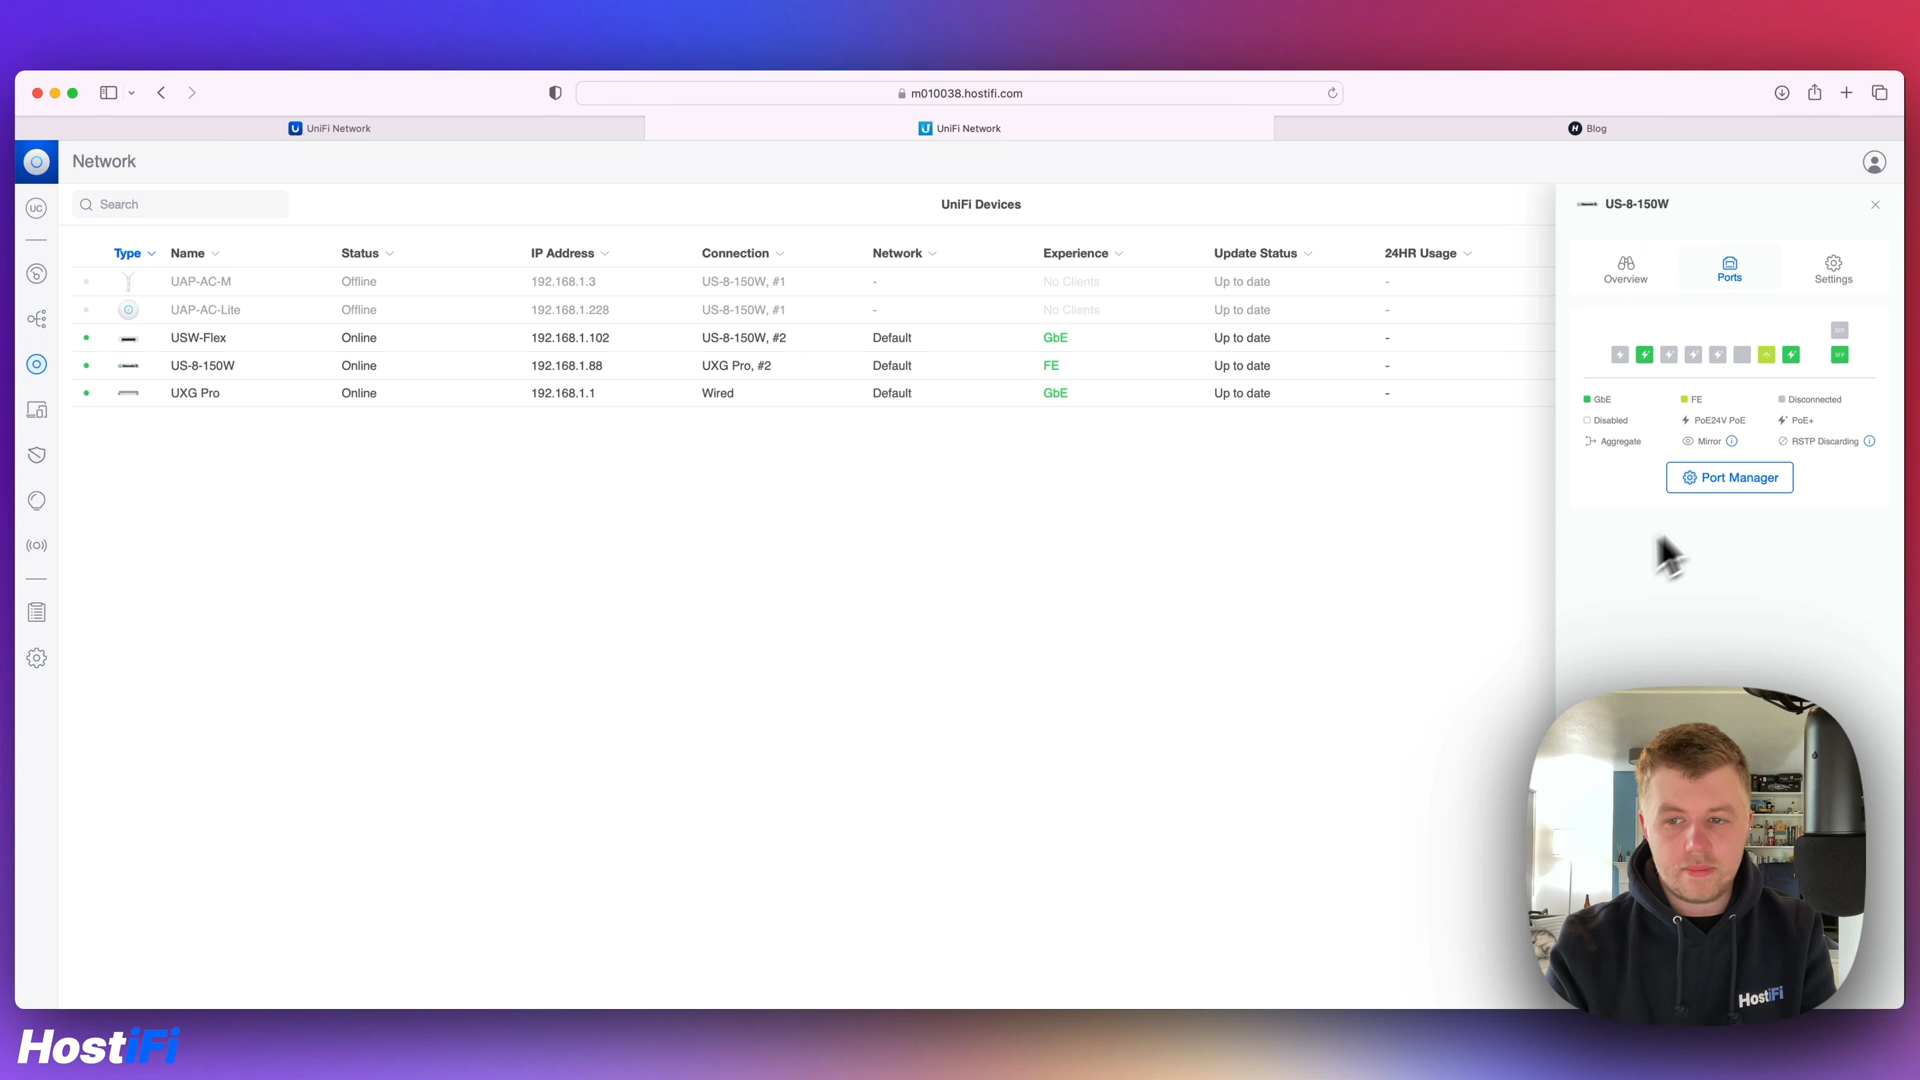 m010038.hostifi.com
UniFi Network
UniFi Network
Blog
Network
UC
Search
UniFi Devices
US-8-150W
Type Name Status IP Address Connection Network Experience Update Status 24HR Usage
UAP-AC-M Offline 192.168.1.3 US-8-150W, #1 - No Clients Up to date -
UAP-AC-Lite Offline 192.168.1.228 US-8-150W, #1 - No Clients Up to date -
USW-Flex Online 192.168.1.102 US-8-150W, #2 Default GbE Up to date -
US-8-150W Online 192.168.1.88 UXG Pro, #2 Default FE Up to date -
UXG Pro Online 192.168.1.1 Wired Default GbE Up to date -
Overview Ports Settings
SFP
SFP
GbE FE Disconnected
Disabled PoE24V PoE PoE+
Aggregate Mirror RSTP Discarding
Port Manager
HostiFi
HostiFi